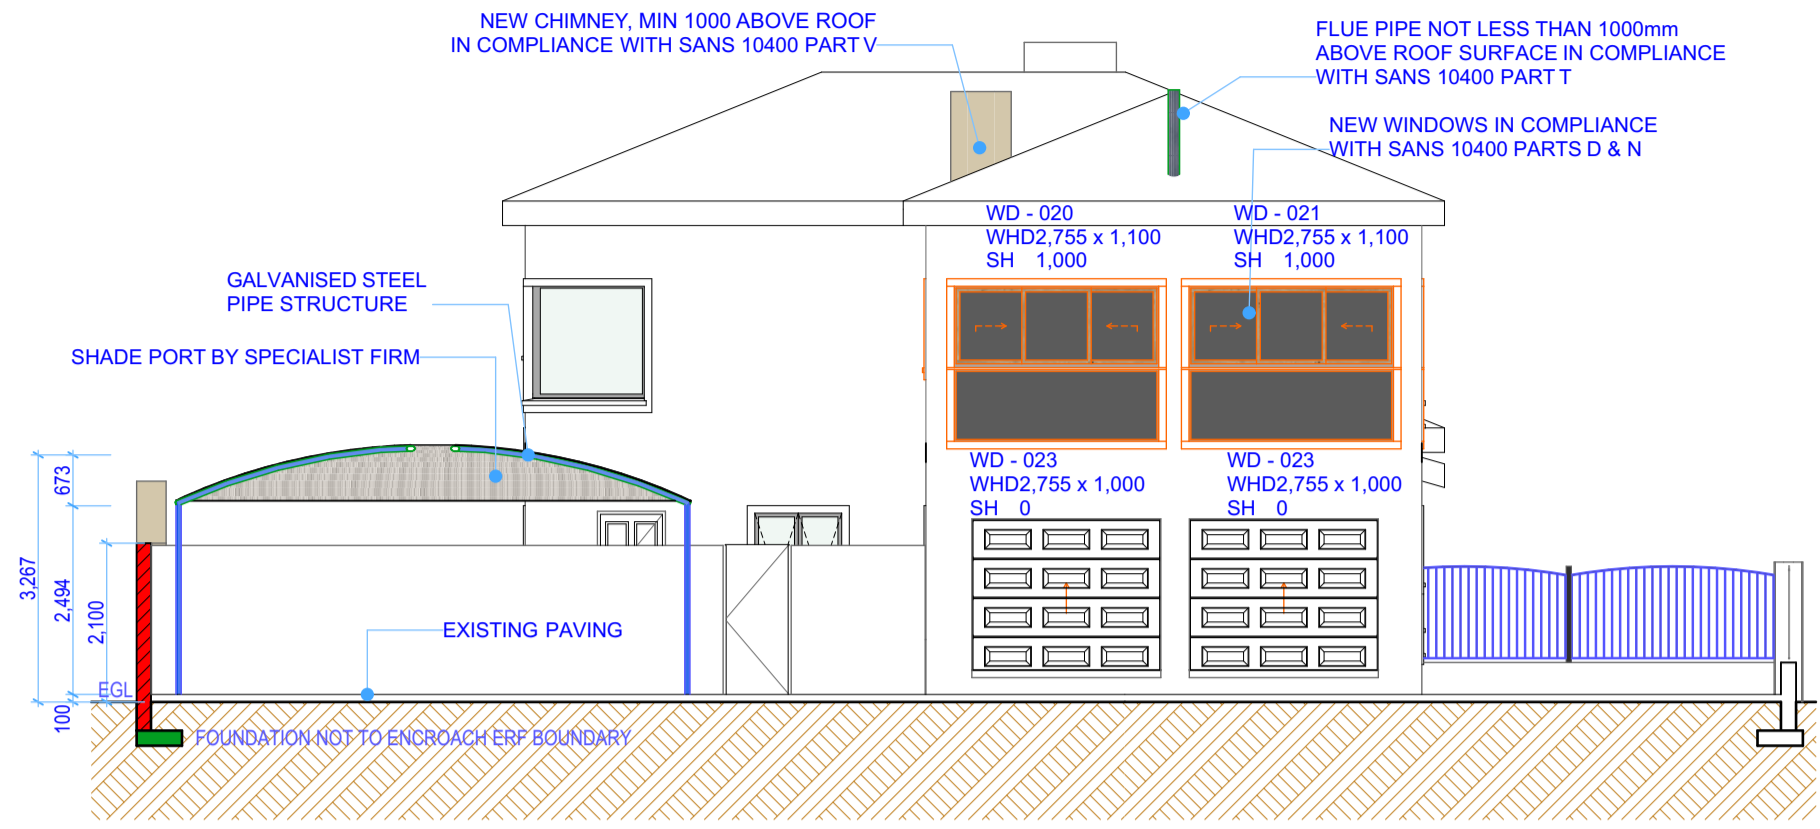 NEW CHIMNEY, MIN 1000 ABOVE ROOF
IN COMPLIANCE WITH SANS 10400 PART V
FLUE PIPE NOT LESS THAN 1000mm
ABOVE ROOF SURFACE IN COMPLIANCE
WITH SANS 10400 PART T
NEW WINDOWS IN COMPLIANCE
WITH SANS 10400 PARTS D & N
WD - 020
WHD2,755 x 1,100
SH 1,000
WD - 021
WHD2,755 x 1,100
SH 1,000
GALVANISED STEEL
PIPE STRUCTURE
SHADE PORT BY SPECIALIST FIRM
WD - 023
WHD2,755 x 1,000
SH 0
WD - 023
WHD2,755 x 1,000
SH 0
3,267
673
2,494
2,100
100
EXISTING PAVING
EGL
FOUNDATION NOT TO ENCROACH ERF BOUNDARY